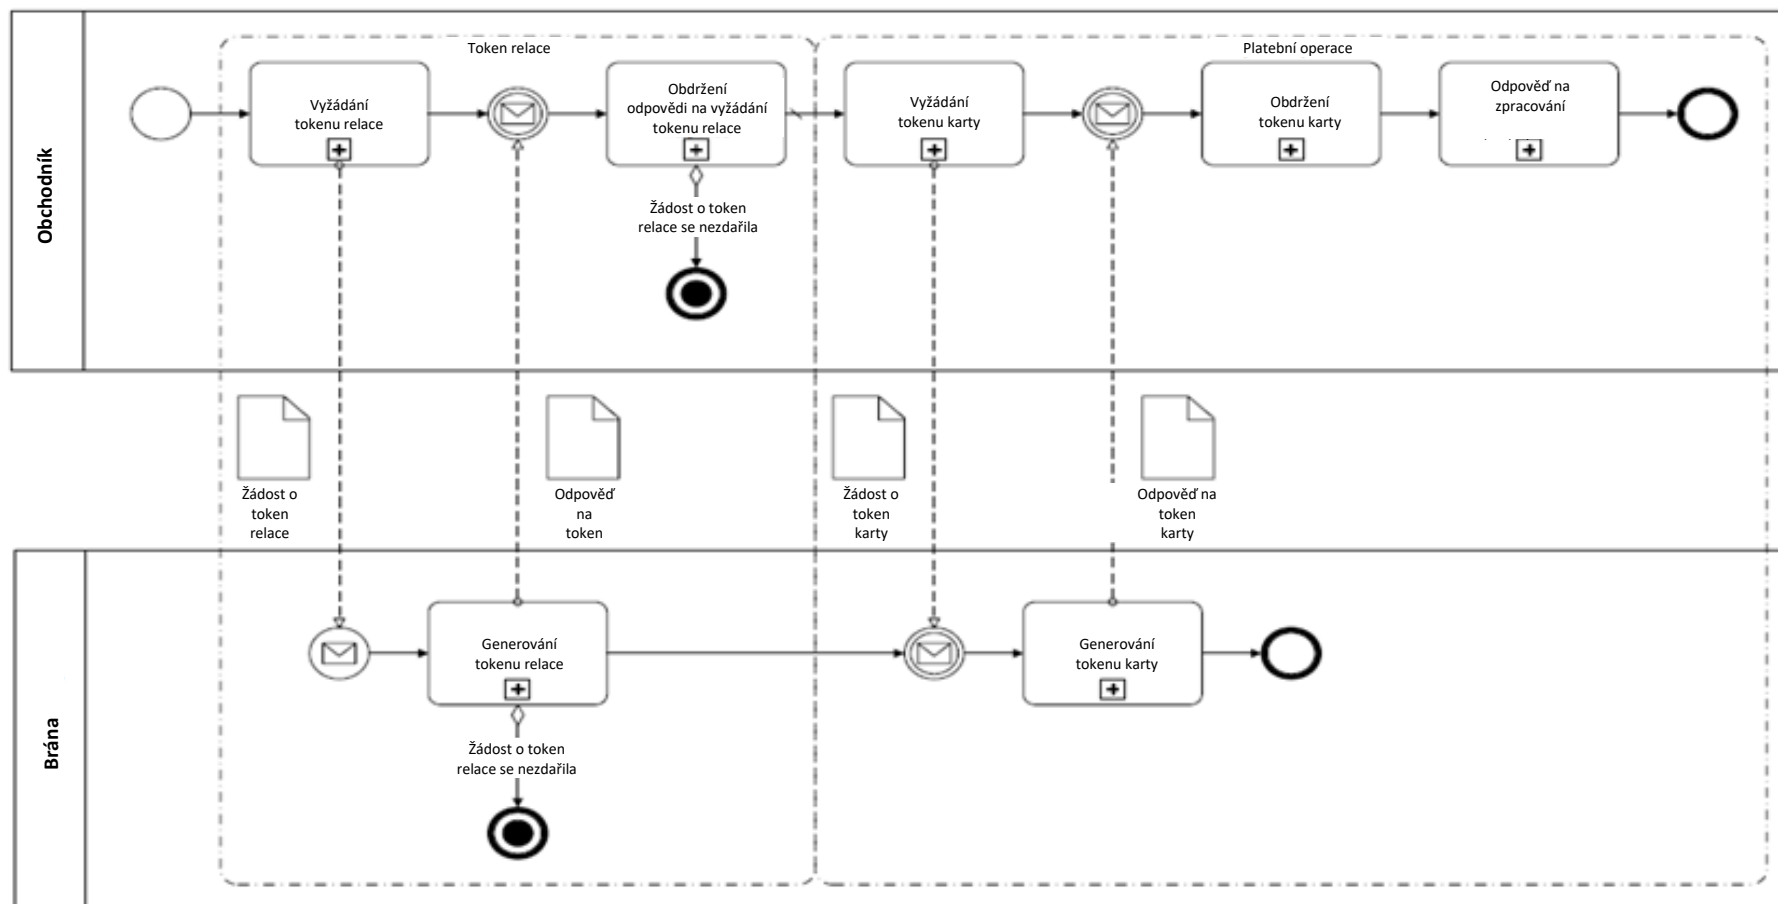 Token relace
Platební operace
Vyžádání
tokenu relace
Obdržení
odpovědi na vyžádání
tokenu relace
Vyžádání
tokenu karty
Obdržení
tokenu karty
Odpověď na
zpracování
Žádost o token
relace se nezdařila
Obchodník
Žádost o
token
relace
Odpověď
na
token
Žádost o
token
karty
Odpověď na
token
karty
Generování
tokenu relace
Generování
tokenu karty
Žádost o token
relace se nezdařila
Brána